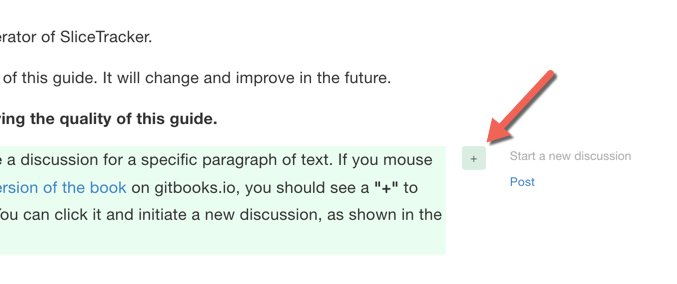 erator of SliceTracker.
of this guide. It will change and improve in the future.
ring the quality of this guide.
e a discussion for a specific paragraph of text. If you mouse
ersion of the book on gitbooks.io, you should see a "+" to
You can click it and initiate a new discussion, as shown in the
+
Start a new discussion
Post